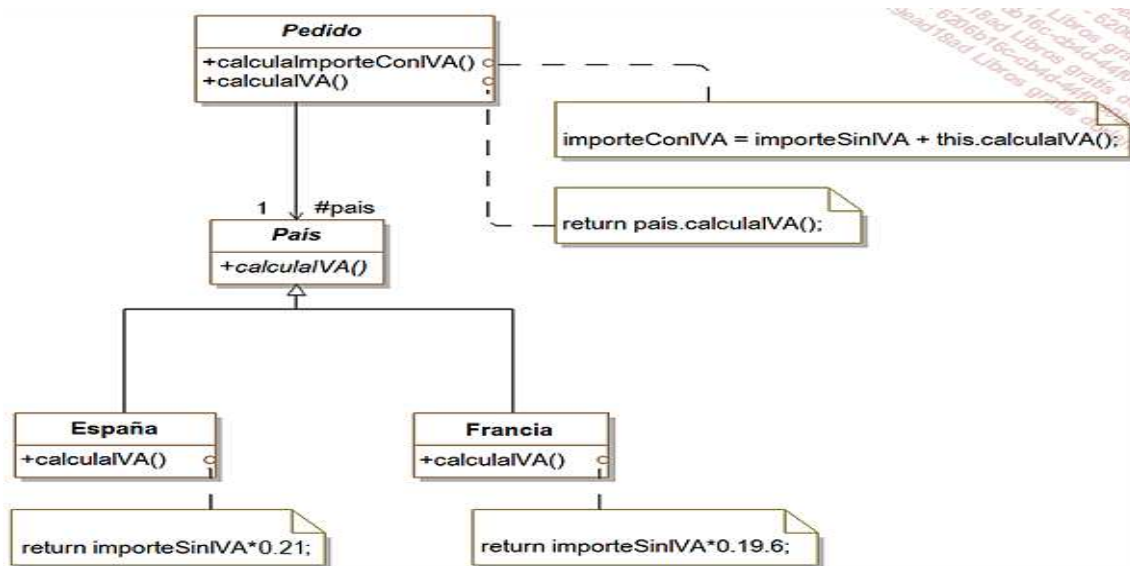 Pedido
+calculaImporteConIVA()
+calculaIVA()
importeConIVA = importeSinIVA + this.calculaIVA();
return pais.calculaIVA();
1 #pais
Pais
+calculaIVA()
España
+calculaIVA()
Francia
+calculaIVA()
return importeSinIVA*0.21;
return importeSinIVA*0.19.6;